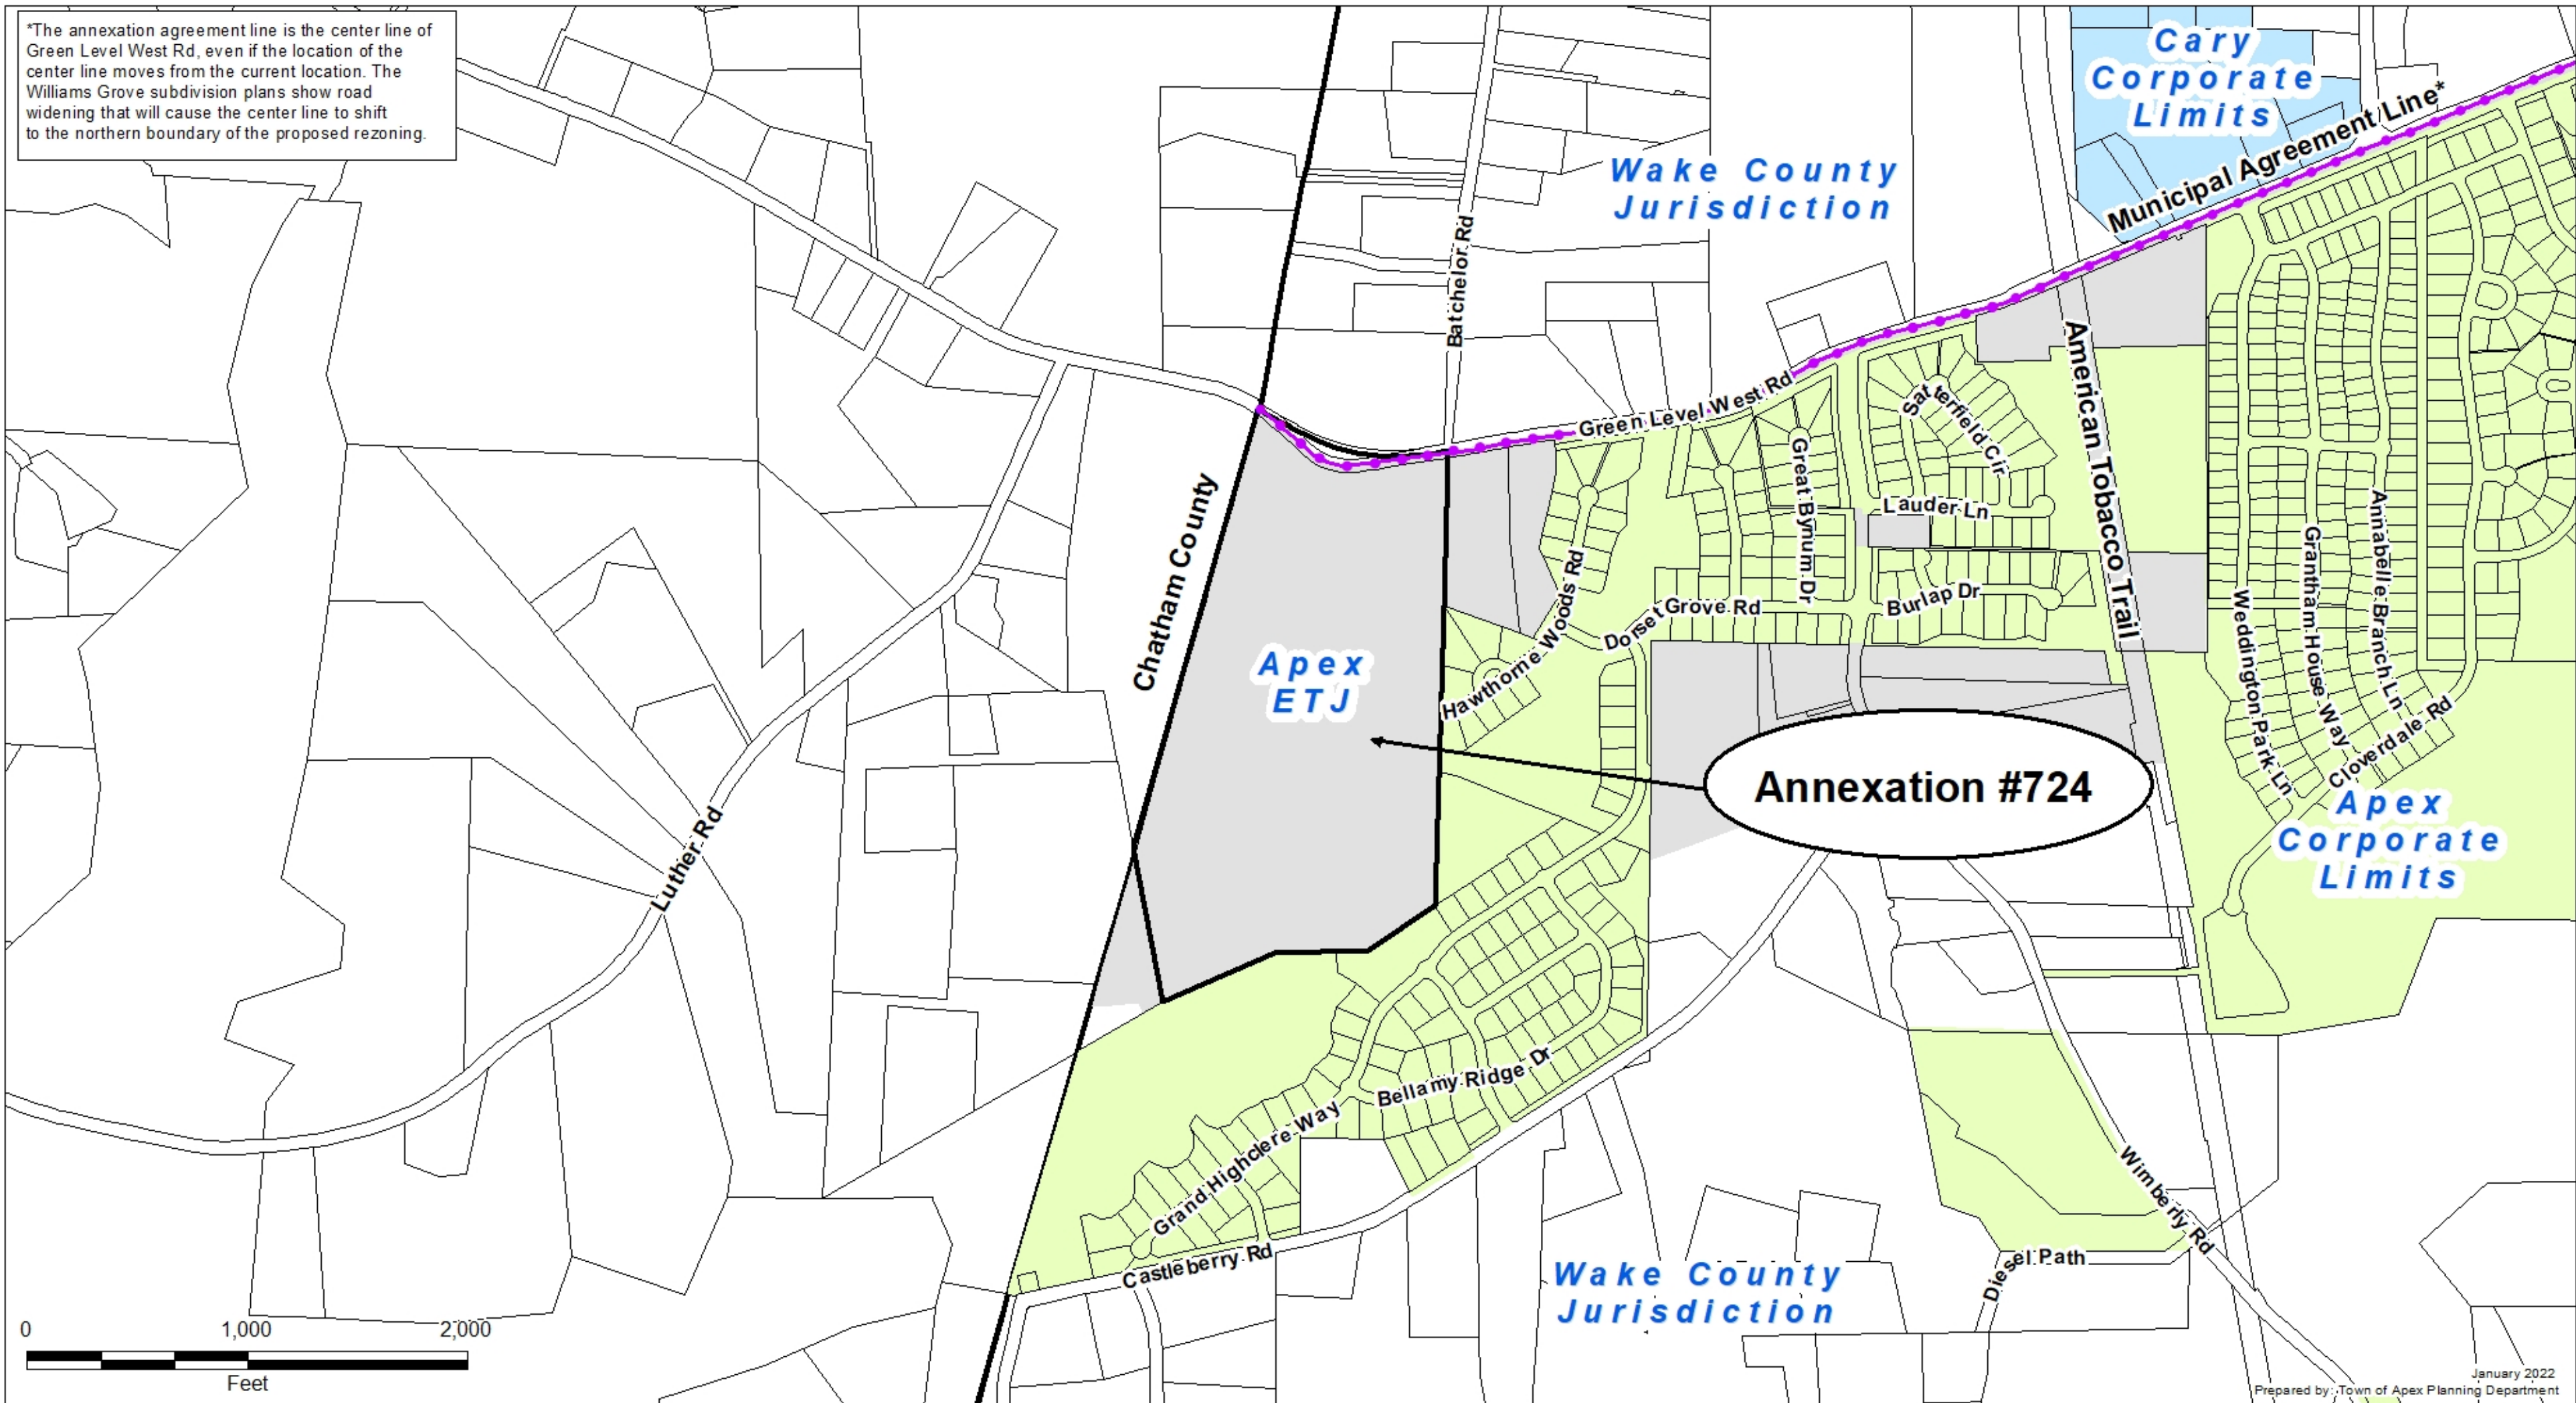 *The annexation agreement line is the center line of
Green Level West Rd, even if the location of the
center line moves from the current location. The
Williams Grove subdivision plans show road
widening that will cause the center line to shift
to the northern boundary of the proposed rezoning.
Cary
Corporate
Limits
Municipal Agreement Line*
Wake County
Jurisdiction
Batchelor Rd
Green Level West Rd
American Tobacco Trail
Satterfield Cir
Great Bynum Dr
Lauder Ln
Chatham County
Hawthorne Woods Rd
Dorset Grove Rd
Burlap Dr
Weddington Park Ln
Grantham House Way
Annabelle Branch Ln
Cloverdale Rd
Apex
ETJ
Annexation #724
Apex
Corporate
Limits
Luther Rd
Bellamy Ridge Dr
Grand Highclere Way
Castleberry Rd
Wimberly Rd
Diesel Path
Wake County
Jurisdiction
0 1,000 2,000
Feet
January 2022
Prepared by: Town of Apex Planning Department